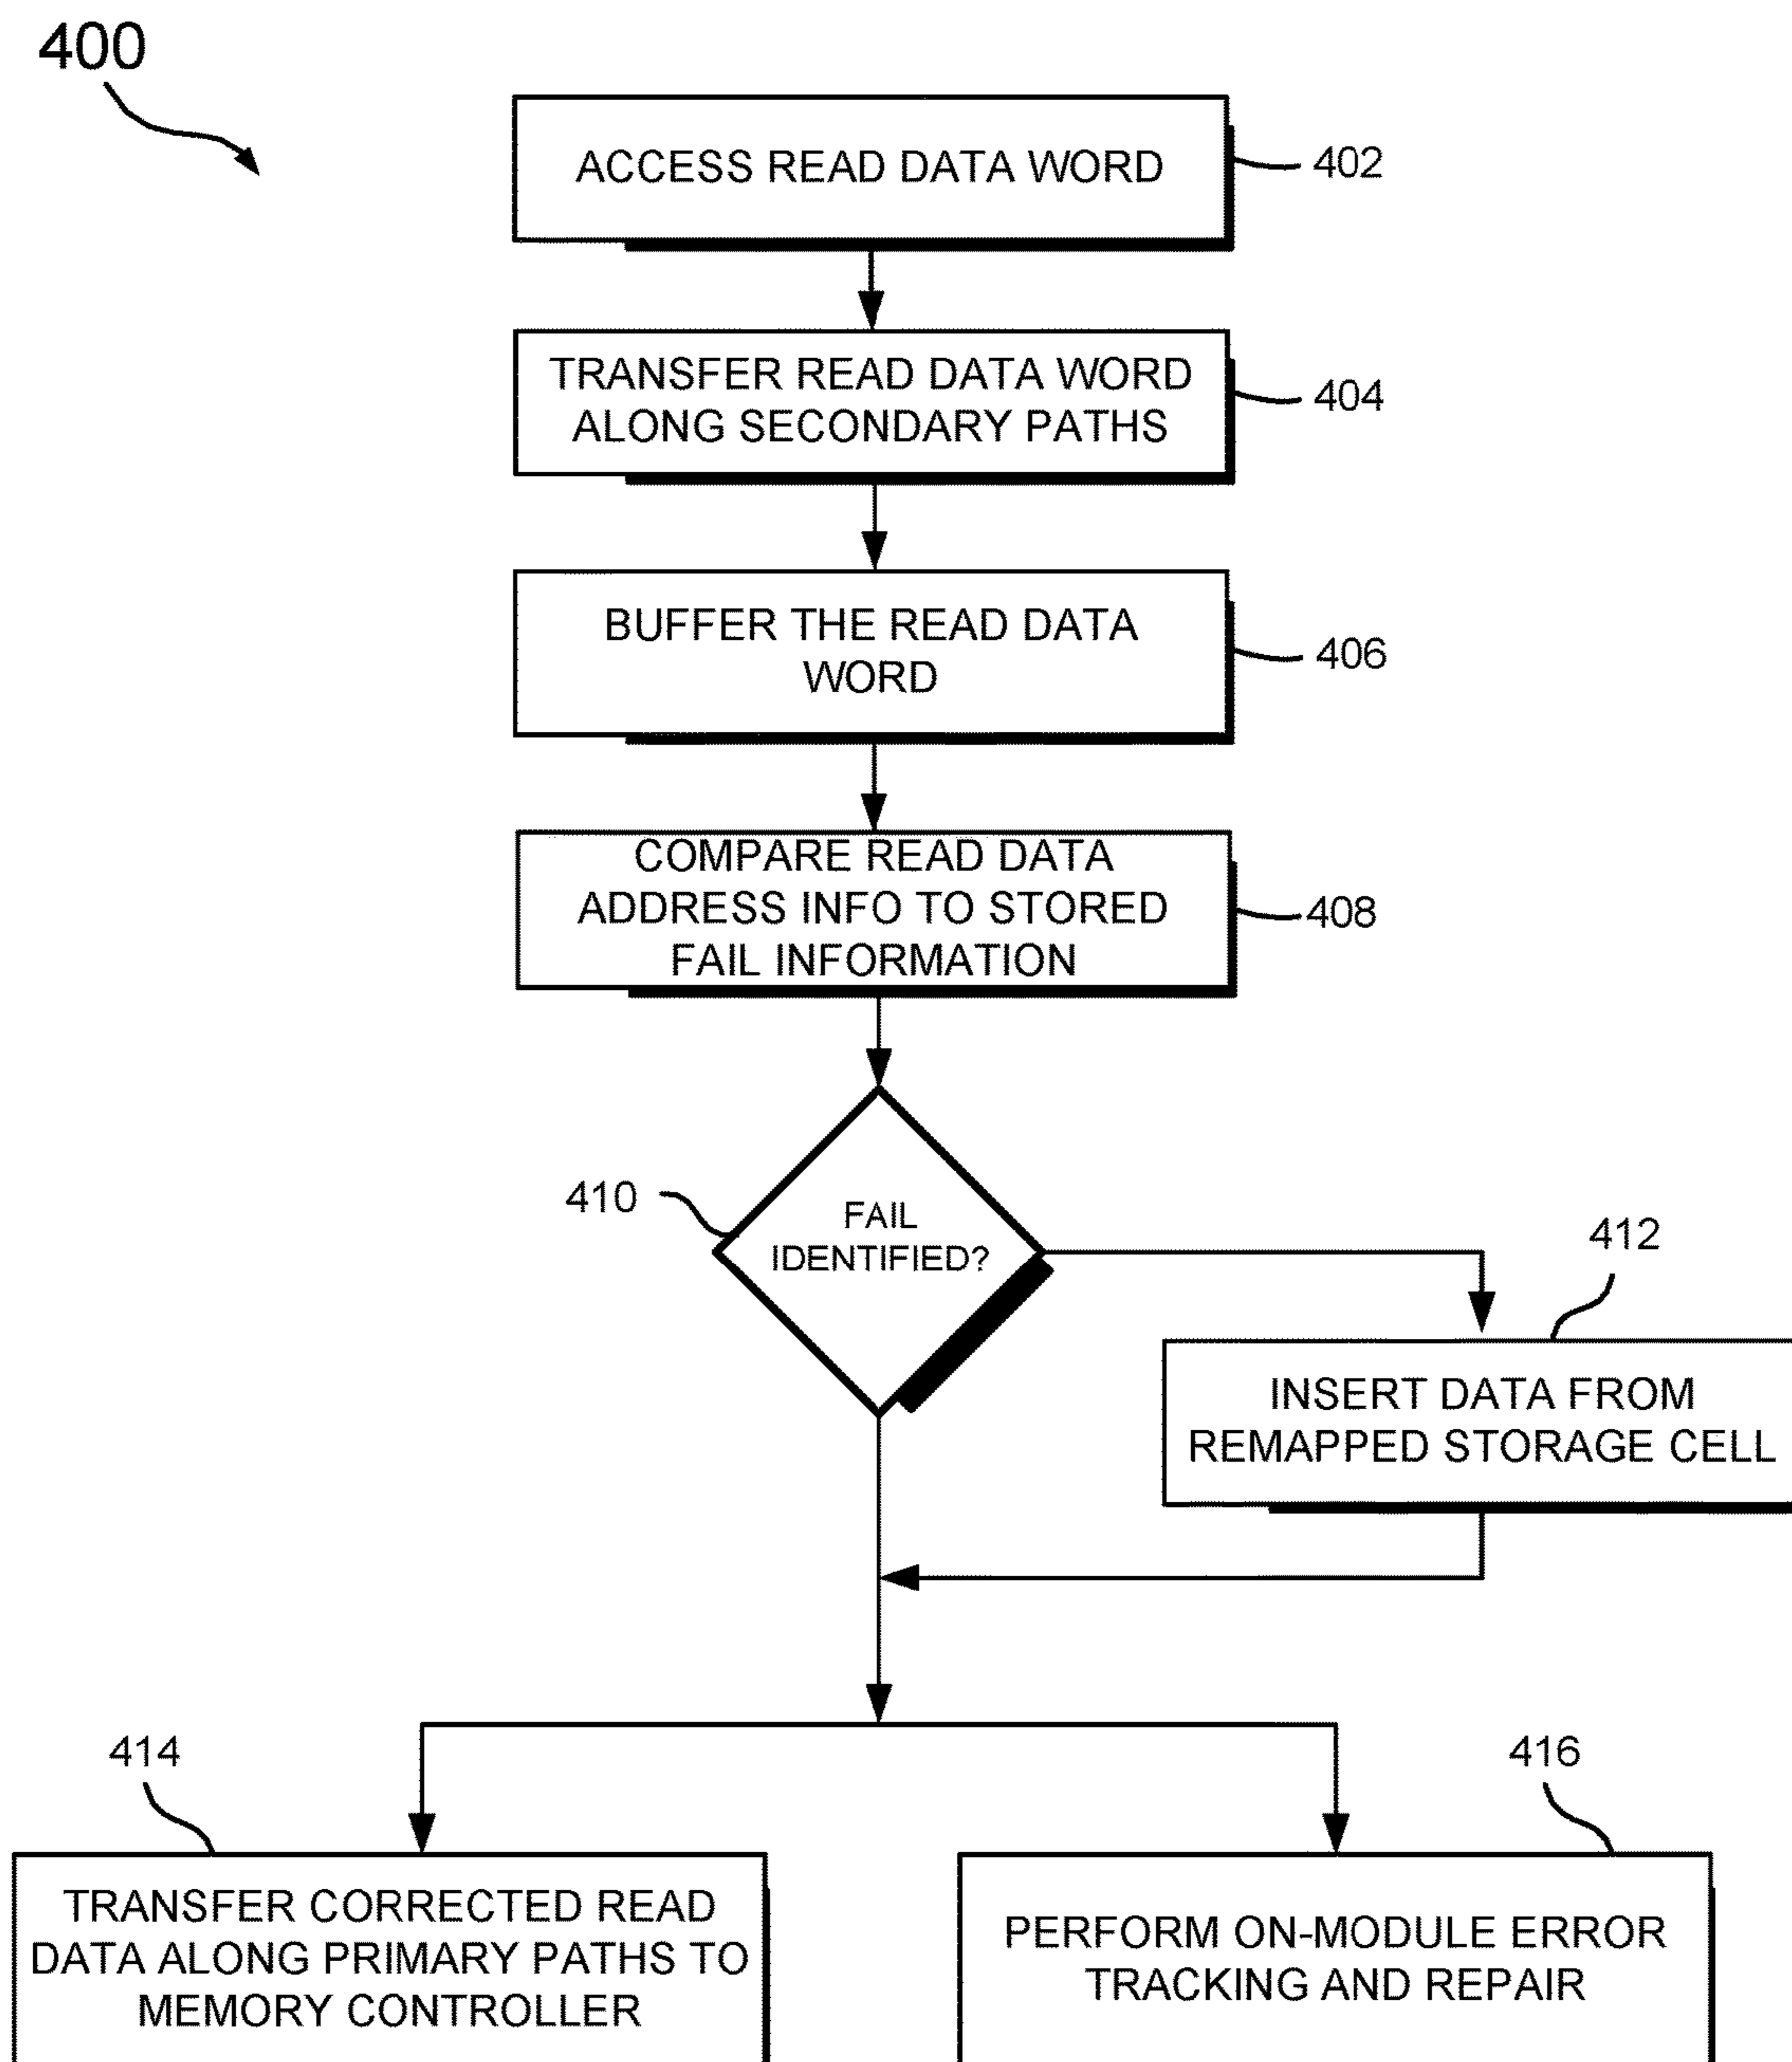 400
ACCESS READ DATA WORD
402
TRANSFER READ DATA WORD
ALONG SECONDARY PATHS
404
BUFFER THE READ DATA
WORD
406
COMPARE READ DATA
ADDRESS INFO TO STORED
FAIL INFORMATION
408
410
FAIL
IDENTIFIED?
412
INSERT DATA FROM
REMAPPED STORAGE CELL
414
TRANSFER CORRECTED READ
DATA ALONG PRIMARY PATHS TO
MEMORY CONTROLLER
416
PERFORM ON-MODULE ERROR
TRACKING AND REPAIR